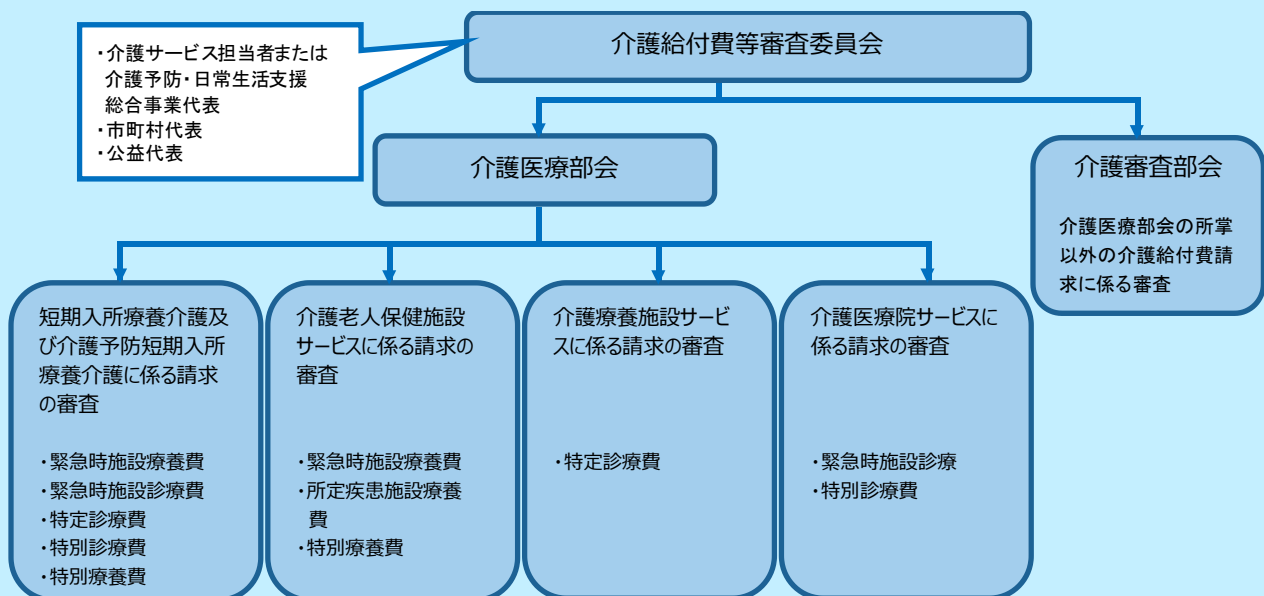 ・介護サービス担当者または
介護予防・日常生活支援
総合事業代表
・市町村代表
・公益代表
介護給付費等審査委員会
介護医療部会
介護審査部会
介護医療部会の所掌
以外の介護給付費請
求に係る審査
短期入所療養介護及
び介護予防短期入所
療養介護に係る請求
の審査
・緊急時施設療養費
・緊急時施設診療費
・特定診療費
・特別診療費
・特別療養費
介護老人保健施設
サービスに係る請求の
審査
・緊急時施設療養費
・所定疾患施設療養
費
・特別療養費
介護療養施設サービ
スに係る請求の審査
・特定診療費
介護医療院サービスに
係る請求の審査
・緊急時施設診療
・特別診療費